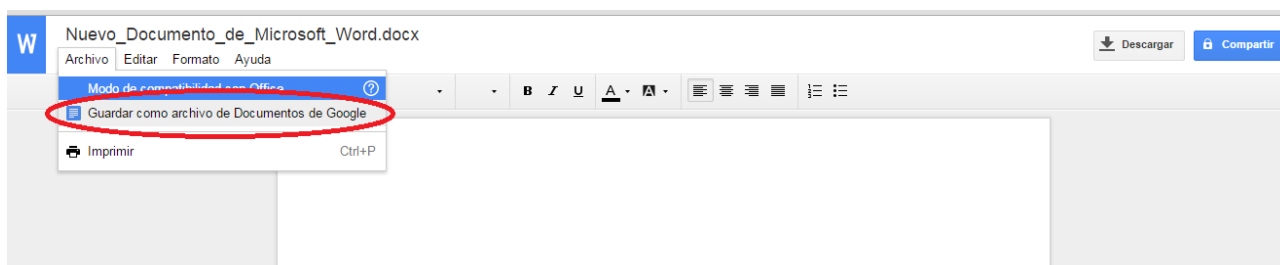 W
Nuevo_Documento_de_Microsoft_Word.docx
Archivo Editar Formato Ayuda
Descargar
Compartir
Modo de compatibilidad con Office
Guardar como archivo de Documentos de Google
Imprimir Ctrl+P
B I U A A